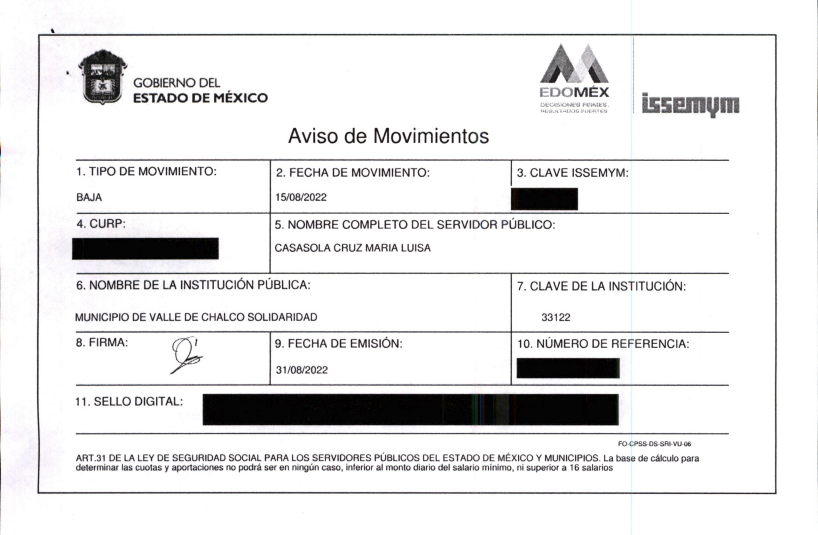 GOBIERNO DEL
ESTADO DE MÉXICO
EDOMÉX
DECISIONES FIRMES,
RESULTADOS FUERTES
issemym
Aviso de Movimientos
1. TIPO DE MOVIMIENTO:
BAJA
2. FECHA DE MOVIMIENTO:
15/08/2022
3. CLAVE ISSEMYM:
4. CURP:
5. NOMBRE COMPLETO DEL SERVIDOR PÚBLICO:
CASASOLA CRUZ MARIA LUISA
6. NOMBRE DE LA INSTITUCIÓN PÚBLICA:
MUNICIPIO DE VALLE DE CHALCO SOLIDARIDAD
7. CLAVE DE LA INSTITUCIÓN:
33122
8. FIRMA:
9. FECHA DE EMISIÓN:
31/08/2022
10. NÚMERO DE REFERENCIA:
11. SELLO DIGITAL:
FO-CPSS-DS-SRI-VU-06
ART.31 DE LA LEY DE SEGURIDAD SOCIAL PARA LOS SERVIDORES PÚBLICOS DEL ESTADO DE MÉXICO Y MUNICIPIOS. La base de cálculo para
determinar las cuotas y aportaciones no podrá ser en ningún caso, inferior al monto diario del salario mínimo, ni superior a 16 salarios